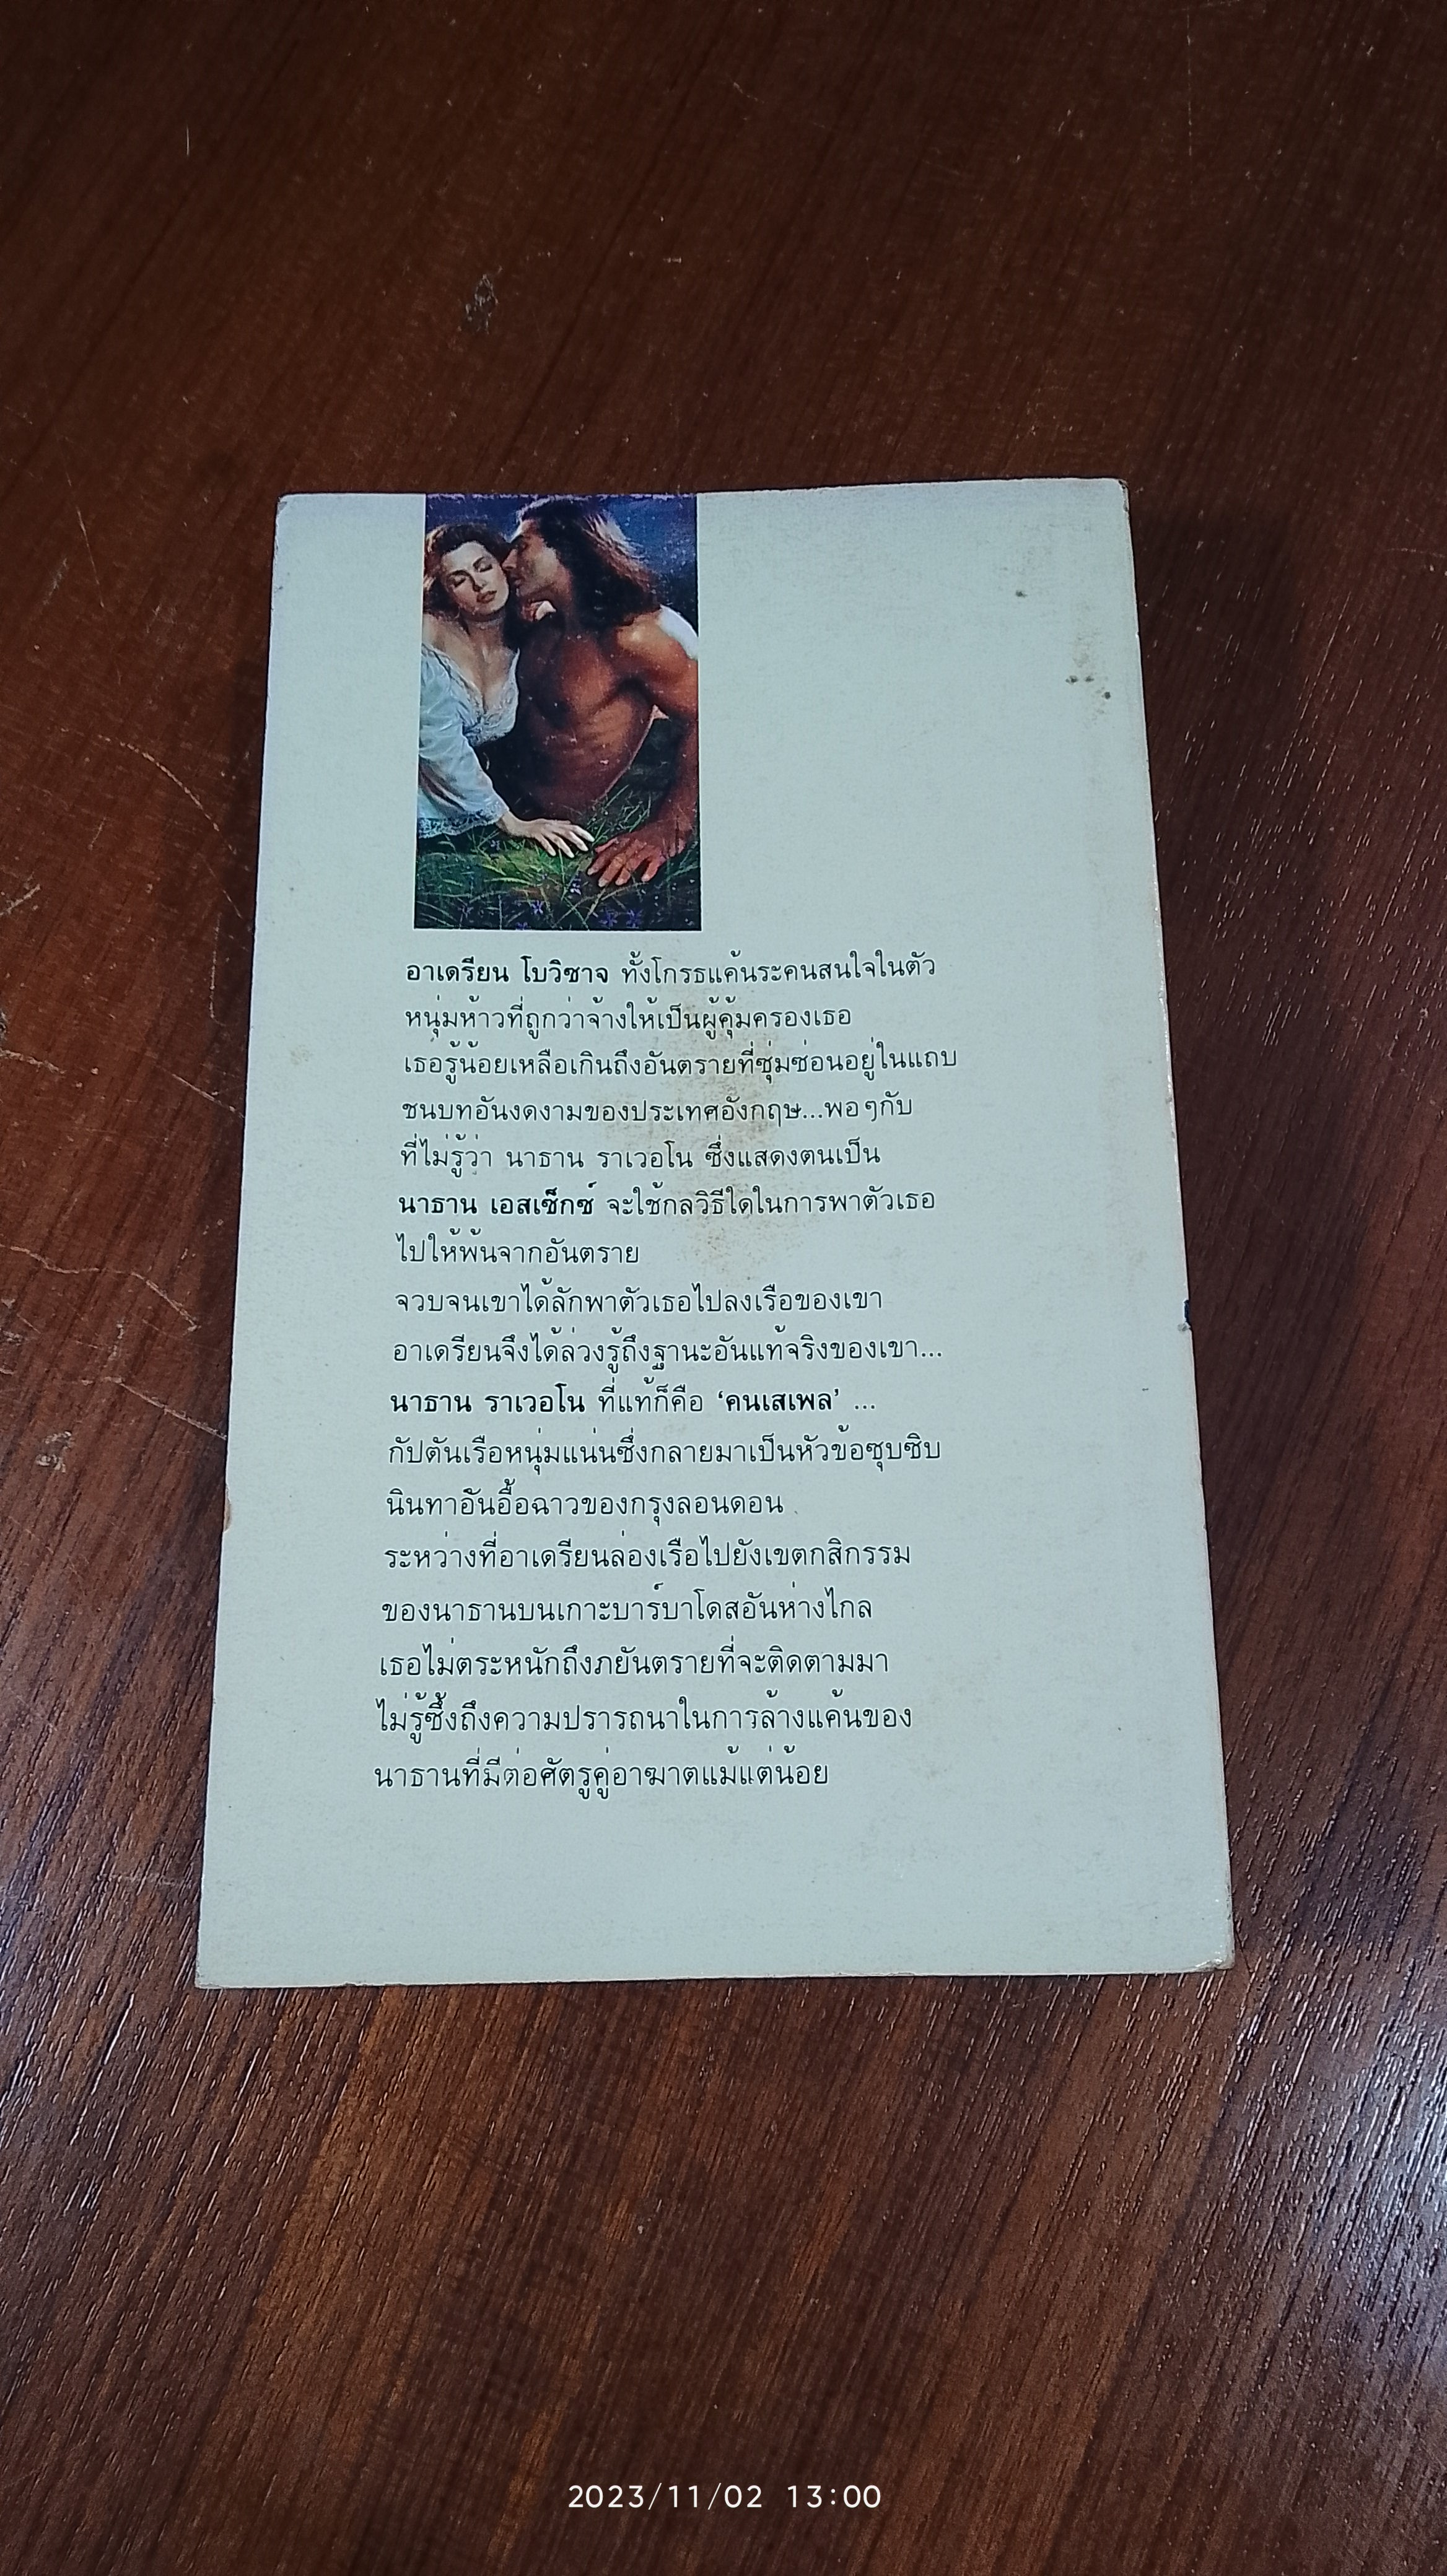 อาเดรียน โบวิชาจ ทั้งโกรธแค้นระคนสนใจในตัว
หนุ่มห้าวที่ถูกว่าจ้างให้เป็นผู้คุ้มครองเธอ
เธอรู้น้อยเหลือเกินถึงอันตรายที่ซุ่มซ่อนอยู่ในแถบ
ชนบทอันงดงามของประเทศอังกฤษ...พอๆกับ
ที่ไม่รู้ว่า นาธาน ราเวอโน ซึ่งแสดงตนเป็น
นาธาน เอสเซ็กซ์ จะใช้กลวิธีใดในการพาตัวเธอ
ไปให้พ้นจากอันตราย
จวบจนเขาได้ลักพาตัวเธอไปลงเรือของเขา
อาเดรียนจึงได้ล่วงรู้ถึงฐานะอันแท้จริงของเขา...
นาธาน ราเวอโน ที่แท้ก็คือ ‘คนเสเพล’ ...
กัปตันเรือหนุ่มแน่นซึ่งกลายมาเป็นหัวข้อซุบซิบ
นินทาอันอื้อฉาวของกรุงลอนดอน
ระหว่างที่อาเดรียนล่องเรือไปยังเขตกสิกรรม
ของนาธานบนเกาะบาร์บาโดสอันห่างไกล
เธอไม่ตระหนักถึงภยันตรายที่จะติดตามมา
ไม่รู้ซึ้งถึงความปรารถนาในการล้างแค้นของ
นาธานที่มีต่อศัตรูคู่อาฆาตแม้แต่น้อย
2023/11/02 13:00